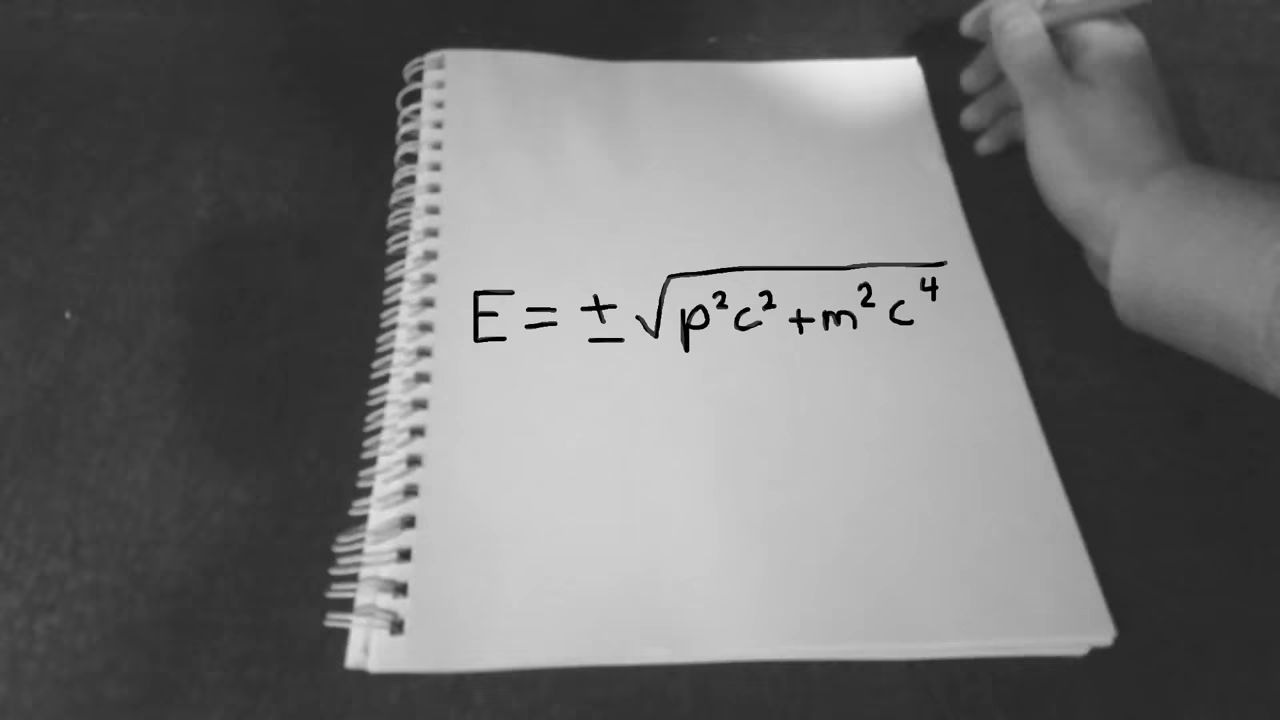 E = ± √p²c² + m²c⁴